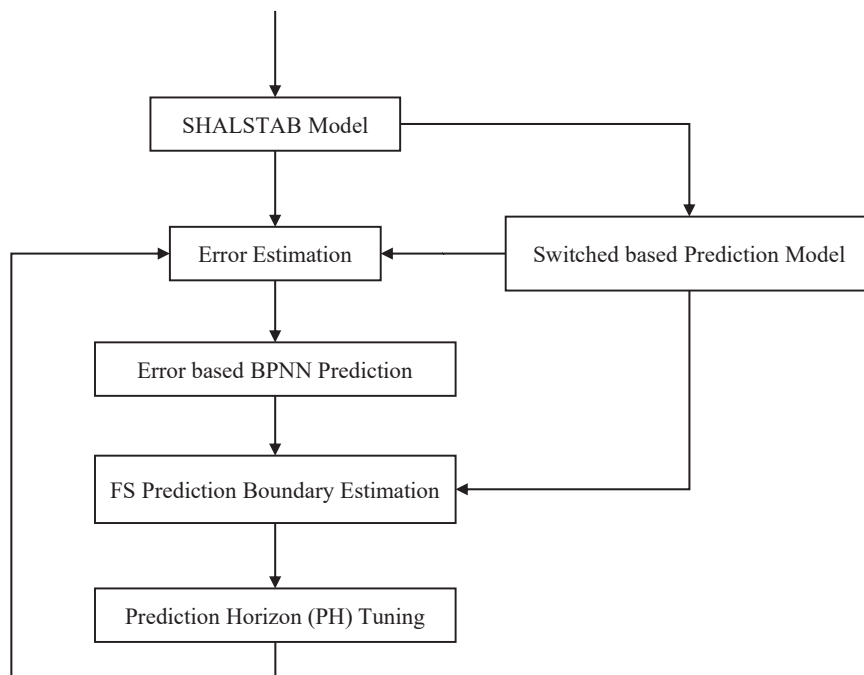 SHALSTAB Model
Error Estimation
Switched based Prediction Model
Error based BPNN Prediction
FS Prediction Boundary Estimation
Prediction Horizon (PH) Tuning